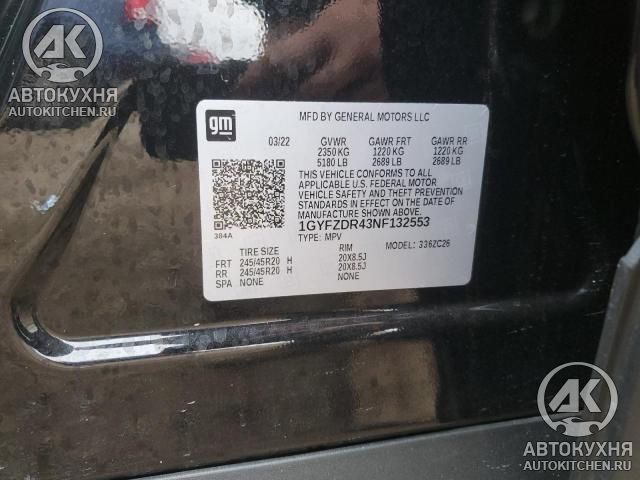 AK
АВТОКУХНЯ
AUTOKITCHEN.RU
gm
MFD BY GENERAL MOTORS LLC
03/22 GVWR GAWR FRT GAWR RR
2350 KG 1220 KG 1220 KG
5180 LB 2689 LB 2689 LB
THIS VEHICLE CONFORMS TO ALL
APPLICABLE U.S. FEDERAL MOTOR
VEHICLE SAFETY AND THEFT PREVENTION
STANDARDS IN EFFECT ON THE DATE
OF MANUFACTURE SHOWN ABOVE.
1GYFZDR43NF132553
384A TYPE: MPV MODEL: 336ZC26
TIRE SIZE RIM
FRT 245/45R20 H 20X8.5J
RR 245/45R20 H 20X8.5J
SPA NONE NONE
AK
АВТОКУХНЯ
AUTOKITCHEN.RU